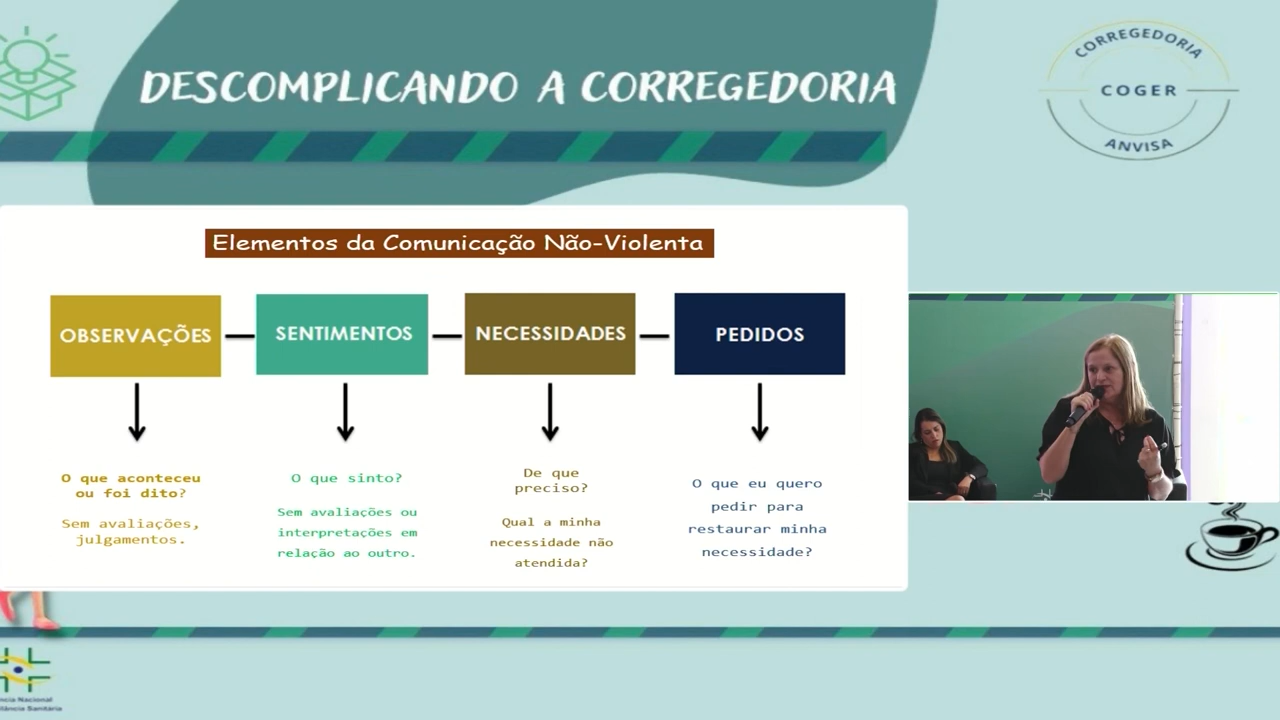 DESCOMPLICANDO A CORREGEDORIA
CORREGEDORIA
COGER
ANVISA
Elementos da Comunicação Não-Violenta
OBSERVAÇÕES
SENTIMENTOS
NECESSIDADES
PEDIDOS
O que aconteceu
ou foi dito?
Sem avaliações,
julgamentos.
O que sinto?
Sem avaliações ou
interpretações em
relação ao outro.
De que
preciso?
Qual a minha
necessidade não
atendida?
O que eu quero
pedir para
restaurar minha
necessidade?
Nacional
Sanitária